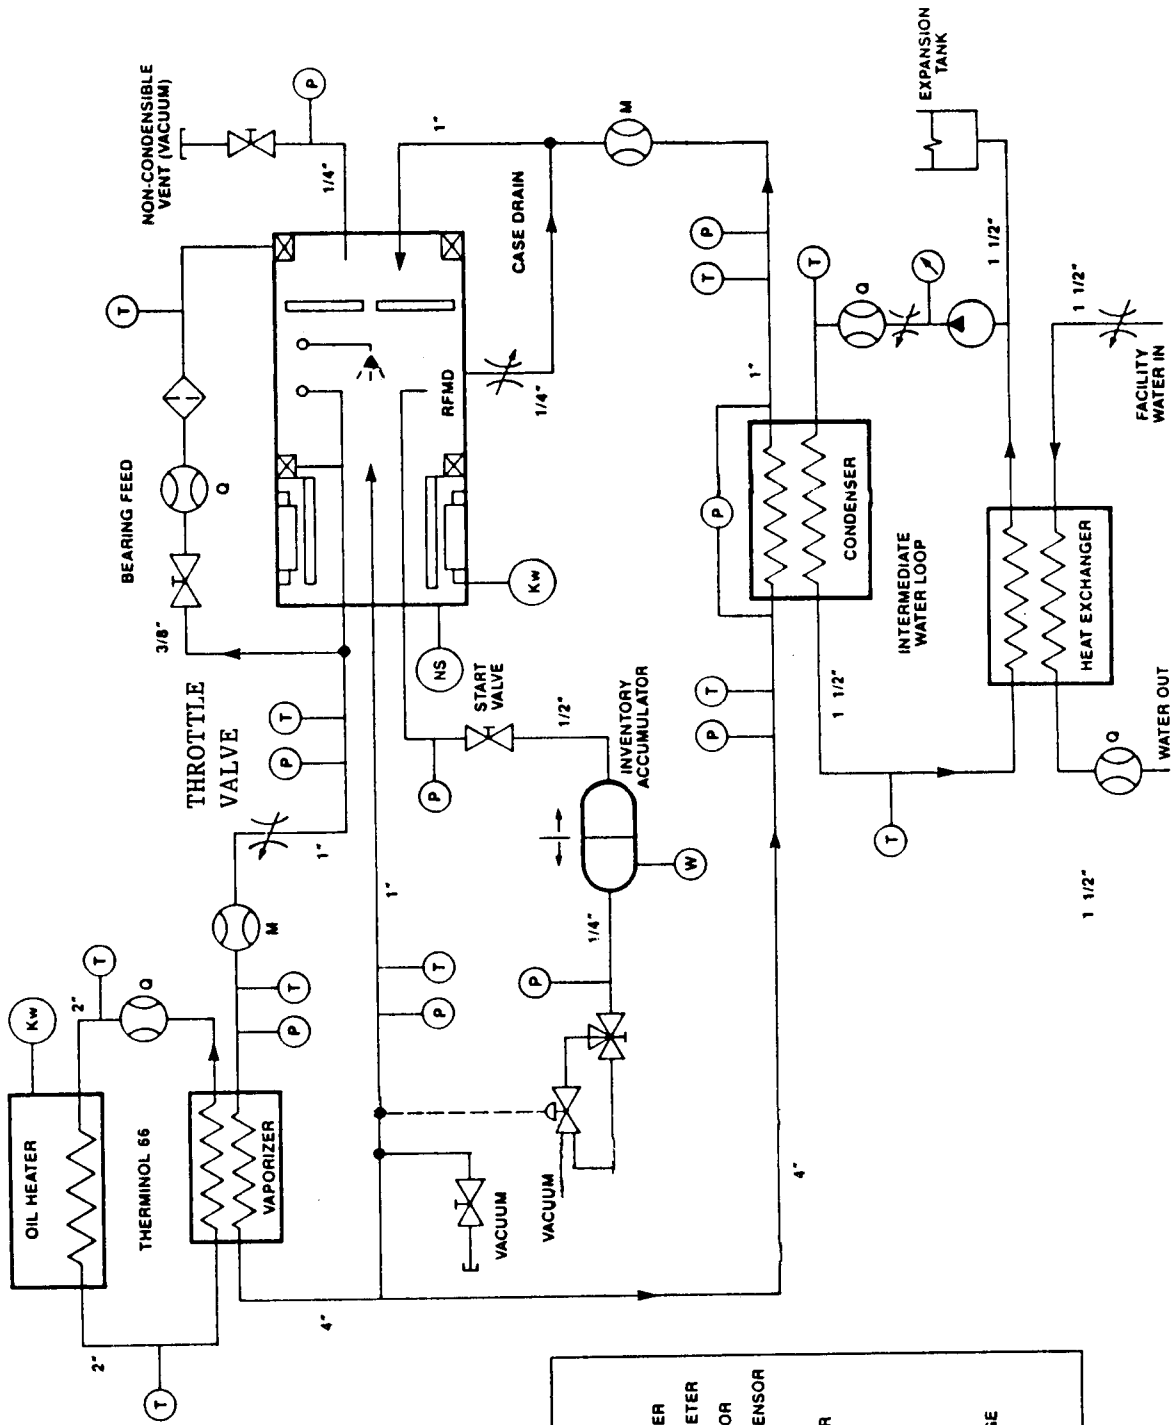 NON-CONDENSIBLE
VENT (VACUUM)
P
1/4"
1"
M
EXPANSION
TANK
T
CASE DRAIN
P
T
T
Q
1 1/2"
1 1/2"
FACILITY
WATER IN
BEARING FEED
Q
RFMD
1/4"
1"
P
CONDENSER
INTERMEDIATE
WATER LOOP
HEAT EXCHANGER
3/8"
Kw
NS
START
VALVE
1/2"
INVENTORY
ACCUMULATOR
T
P
1 1/2"
Q
WATER OUT
THROTTLE
VALVE
T
P
P
1"
1"
W
T
1 1/2"
M
1/4"
P
T
P
T
P
Kw
2"
T
Q
OIL HEATER
THERMINOL 66
VAPORIZER
VACUUM
VACUUM
4"
4"
2"
T
ETER
OR
ENSOR